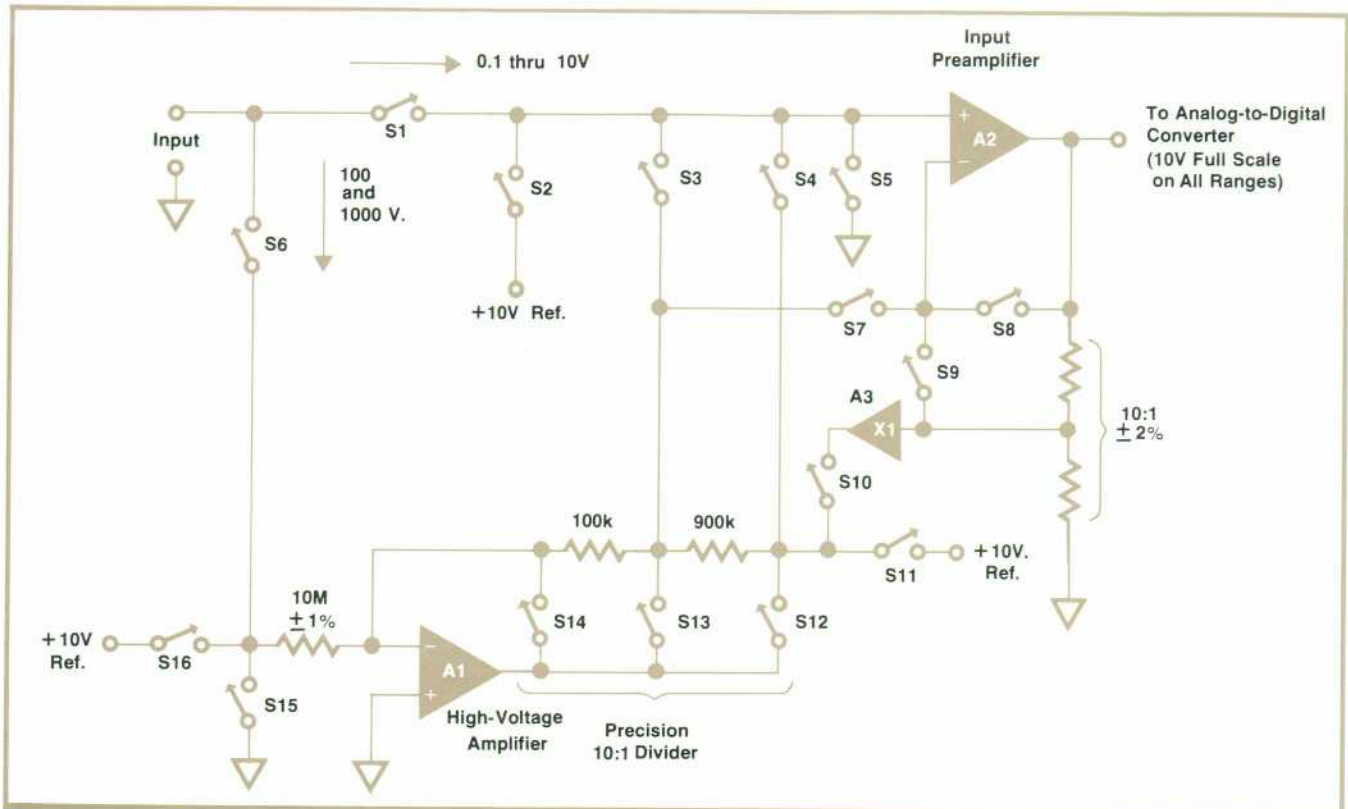 0.1 thru 10V
Input
Preamplifier
Input
S1
A2
+
−
To Analog-to-Digital
Converter
(10V Full Scale
on All Ranges)
100
and
1000 V.
S2
S3
S4
S5
S6
+10V Ref.
S7
S8
S9
A3
X1
10:1
± 2%
S10
100k
900k
S11
+10V.
Ref.
10M
± 1%
S14
S13
S12
+10V
Ref.
S16
−
A1
+
S15
High-Voltage
Amplifier
Precision
10:1 Divider